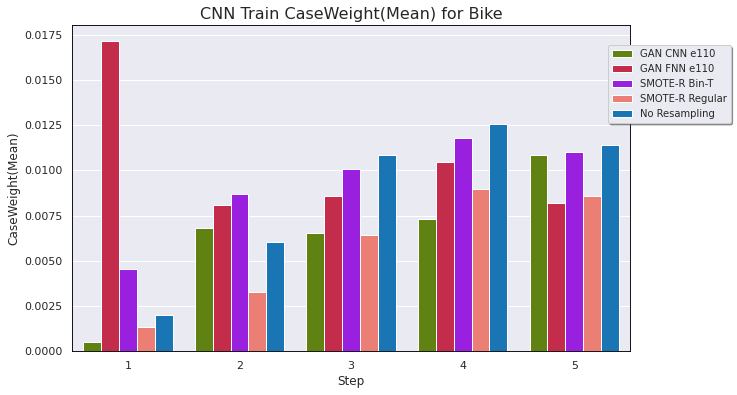 CNN Train CaseWeight(Mean) for Bike
CaseWeight(Mean)
0.0175
0.0150
0.0125
0.0100
0.0075
0.0050
0.0025
0.0000
1 2 3 4 5
Step
GAN CNN e110
GAN FNN e110
SMOTE-R Bin-T
SMOTE-R Regular
No Resampling